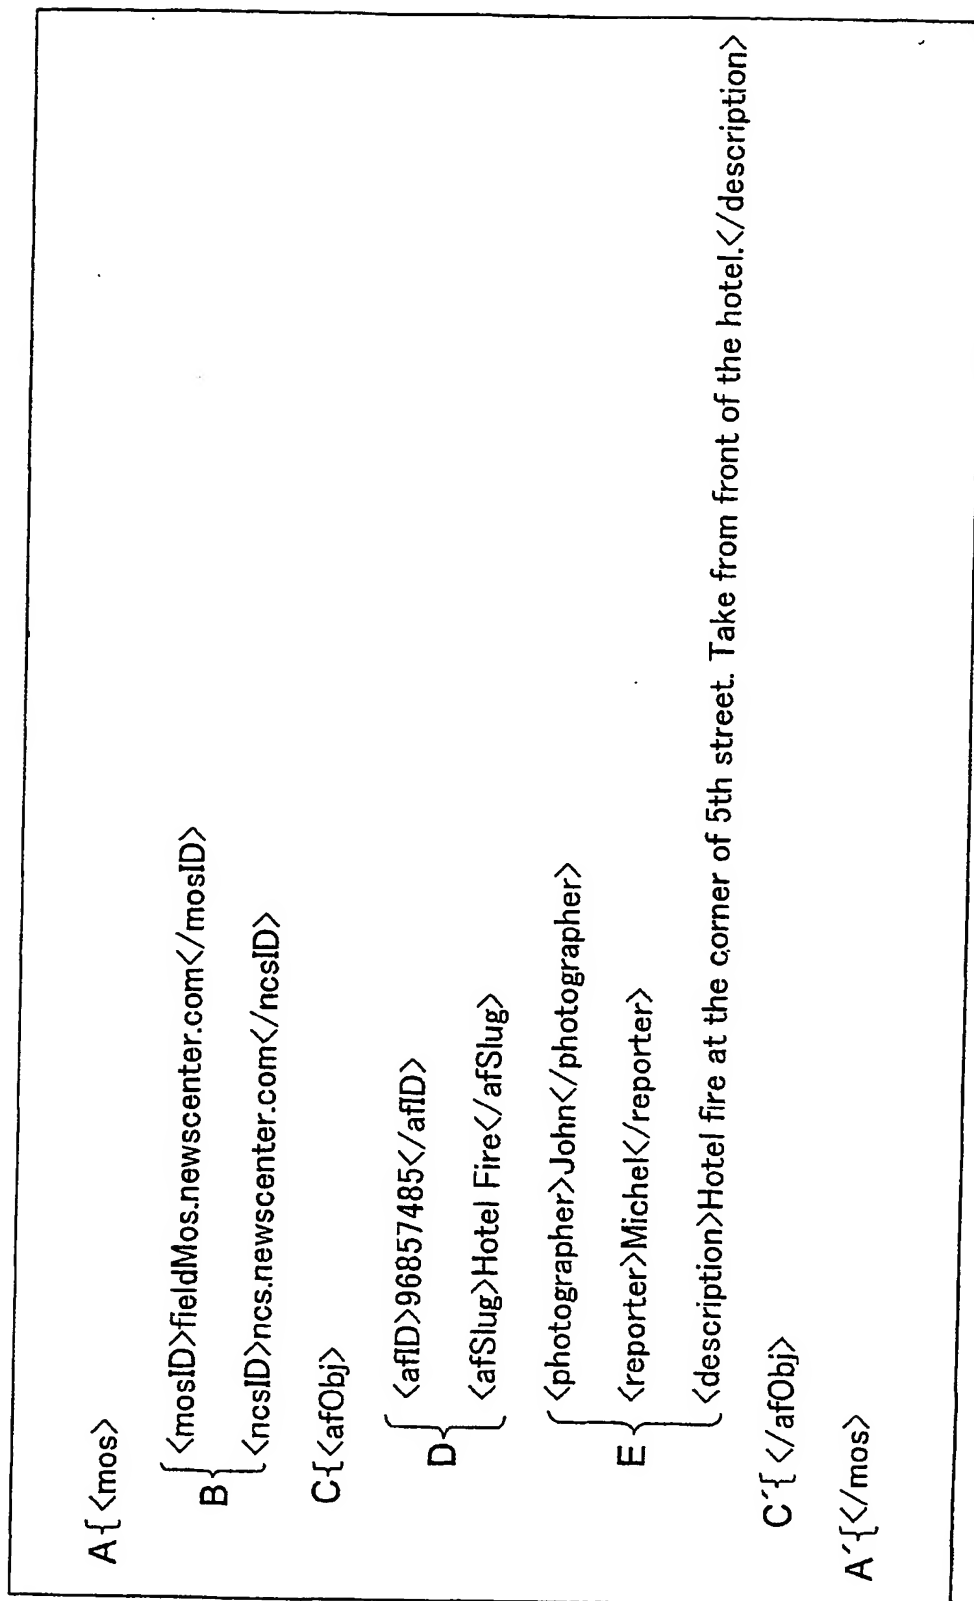 A{<mos>
B{<mosID>fieldMos.newscenter.com</mosID>
<ncsID>ncs.newscenter.com</ncsID>
C{<afObj>
D{<afID>96857485</afID>
<afSlug>Hotel Fire</afSlug>
E{<photographer>John</photographer>
<reporter>Michel</reporter>
<description>Hotel fire at the corner of 5th street. Take from front of the hotel.</description>
C´{</afObj>
A´{</mos>